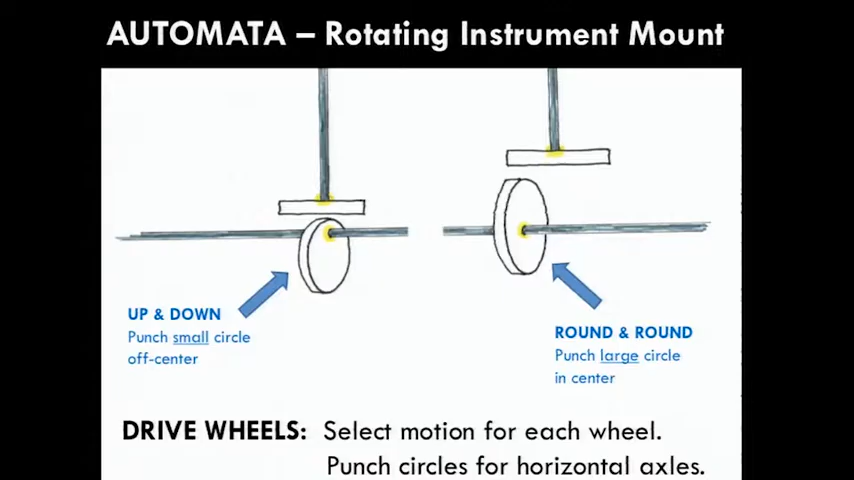 AUTOMATA – Rotating Instrument Mount
UP & DOWN
Punch small circle
off-center
ROUND & ROUND
Punch large circle
in center
DRIVE WHEELS: Select motion for each wheel.
Punch circles for horizontal axles.